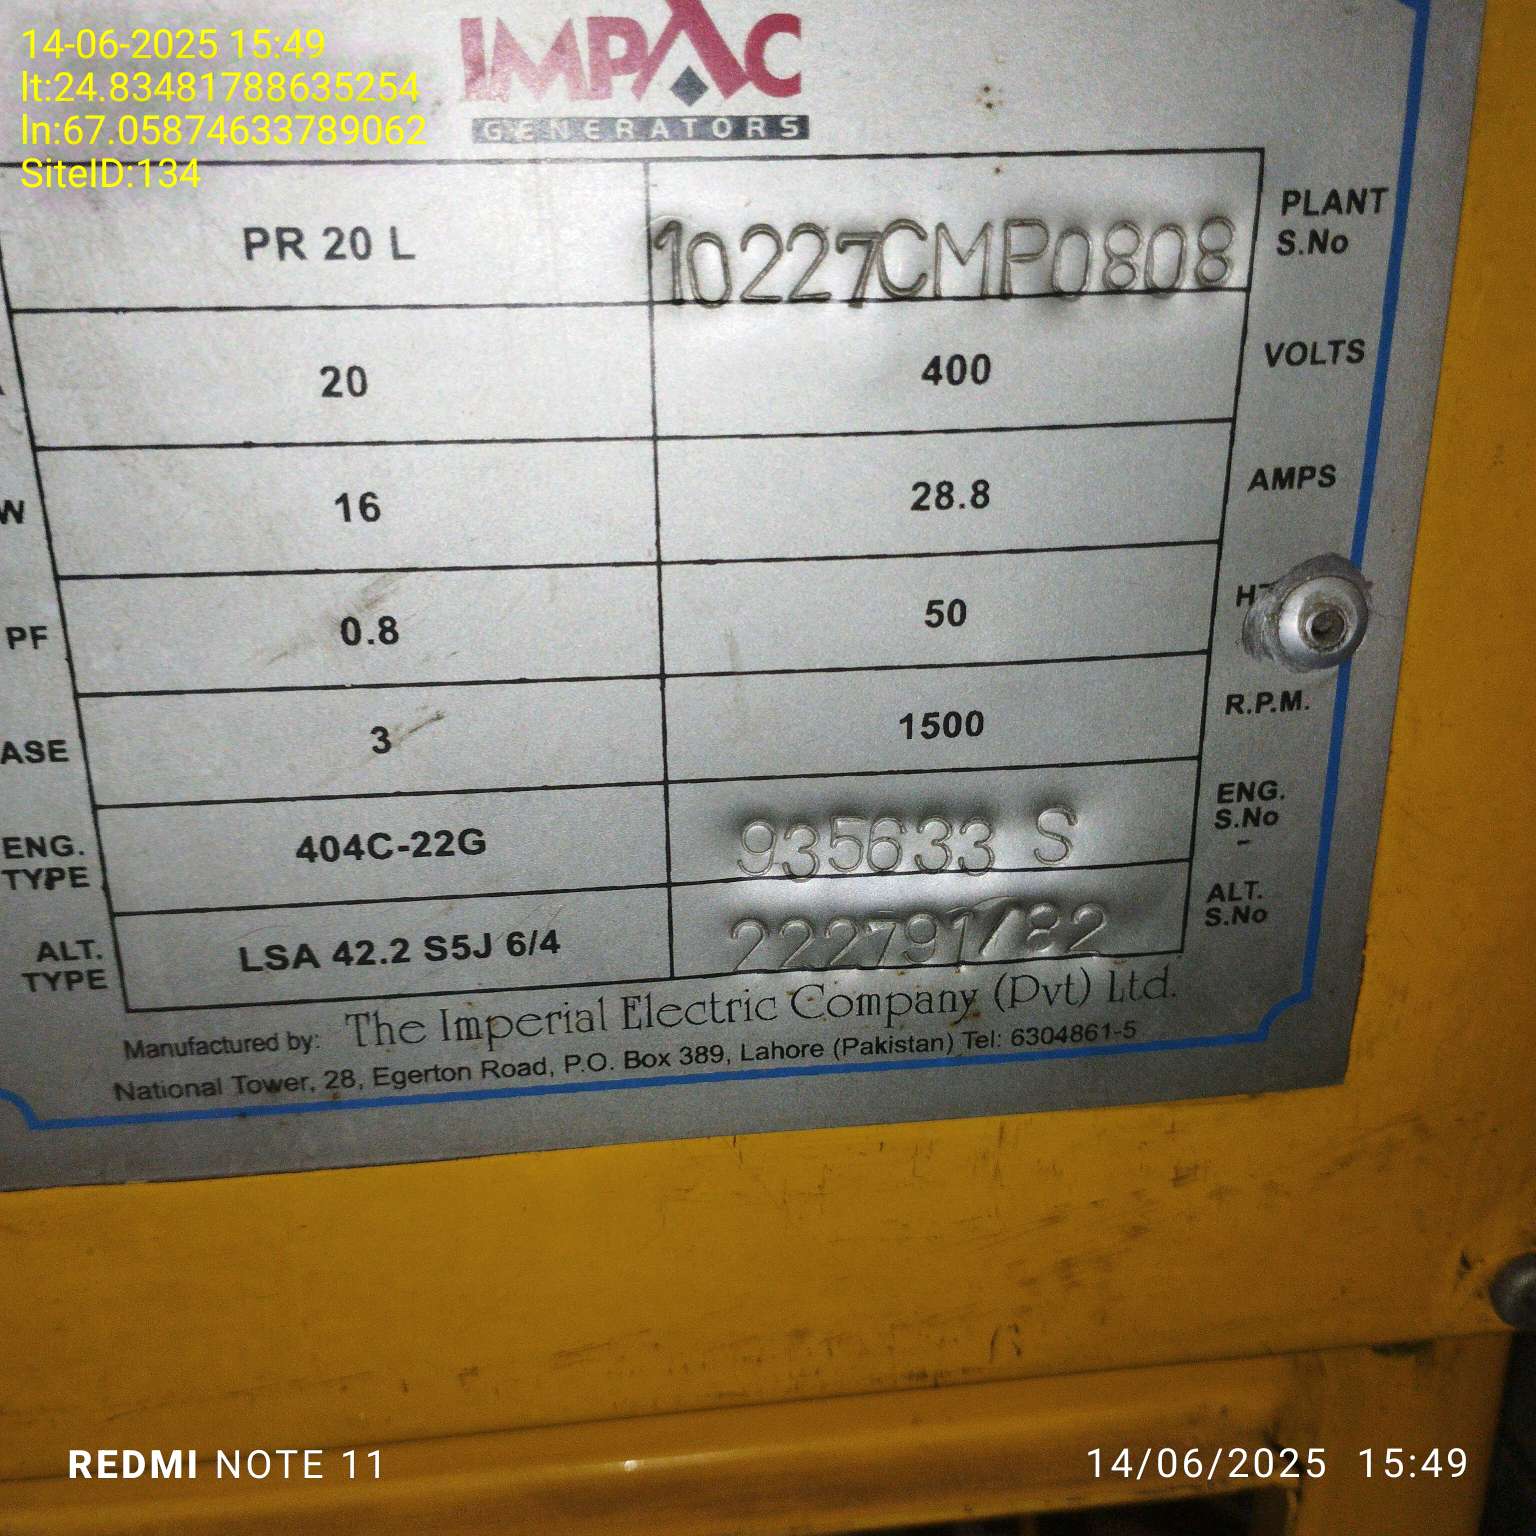 14-06-2025 15:49
lt:24.83481788635254
ln:67.05874633789062
SiteID:134
IMPAC
GENERATORS
PR 20 L 10227CMP0808 PLANT S.No
20 400 VOLTS
W 16 28.8 AMPS
PF 0.8 50 H
ASE 3 1500 R.P.M.
ENG. TYPE 404C-22G 935633 S ENG. S.No
ALT. TYPE LSA 42.2 S5J 6/4 222791/82 ALT. S.No
Manufactured by: The Imperial Electric Company (Pvt) Ltd.
National Tower, 28, Egerton Road, P.O. Box 389, Lahore (Pakistan) Tel: 6304861-5
REDMI NOTE 11
14/06/2025 15:49